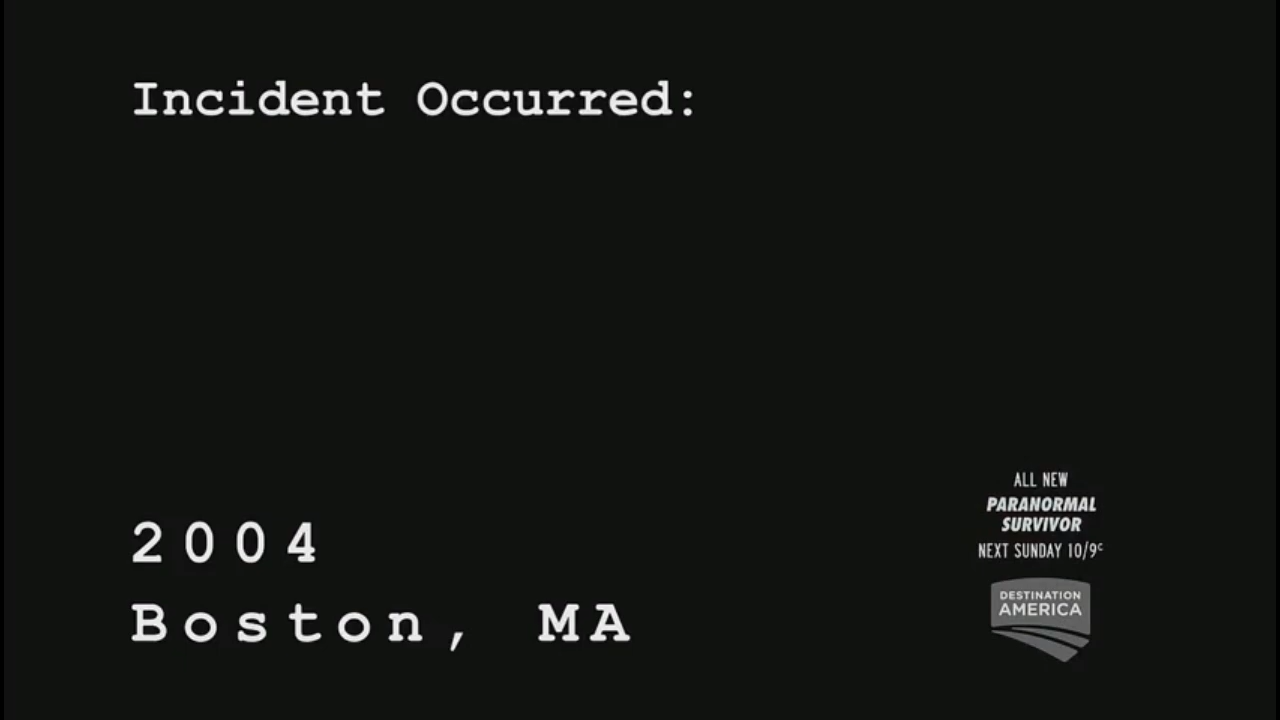 Incident Occurred:
2004
Boston, MA
ALL NEW
PARANORMAL
SURVIVOR
NEXT SUNDAY 10/9c
DESTINATION
AMERICA